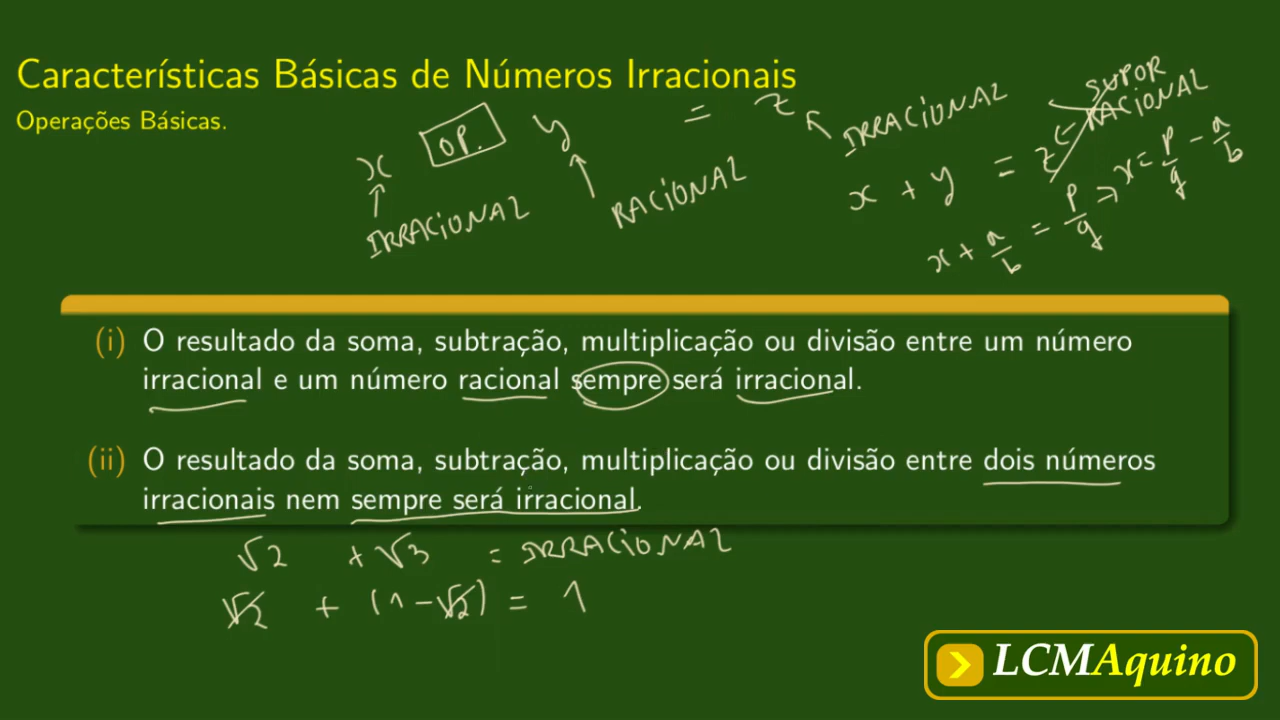 Características Básicas de Números Irracionais
Operações Básicas.
x OP. y = z
IRRACIONAL
RACIONAL
IRRACIONAL
SUPOR
RACIONAL
x + y = z
x + a/b = p/q ⇒ x = p/q - a/b
(i) O resultado da soma, subtração, multiplicação ou divisão entre um número
irracional e um número racional sempre será irracional.
(ii) O resultado da soma, subtração, multiplicação ou divisão entre dois números
irracionais nem sempre será irracional.
√2 + √3 = IRRACIONAL
√2 + (1 - √2) = 1
LCMAquino